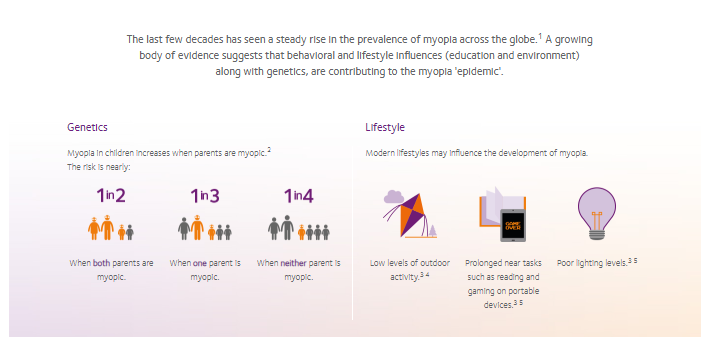 The last few decades has seen a steady rise in the prevalence of myopia across the globe.¹ A growing
body of evidence suggests that behavioral and lifestyle influences (education and environment)
along with genetics, are contributing to the myopia 'epidemic'.
Genetics
Myopia in children increases when parents are myopic.²
The risk is nearly:
1in2
1in3
1in4
When both parents are
myopic.
When one parent is
myopic.
When neither parent is
myopic.
Lifestyle
Modern lifestyles may influence the development of myopia.
GAME
OVER
Low levels of outdoor
activity.³ ⁴
Prolonged near tasks
such as reading and
gaming on portable
devices.³ ⁵
Poor lighting levels.³ ⁵